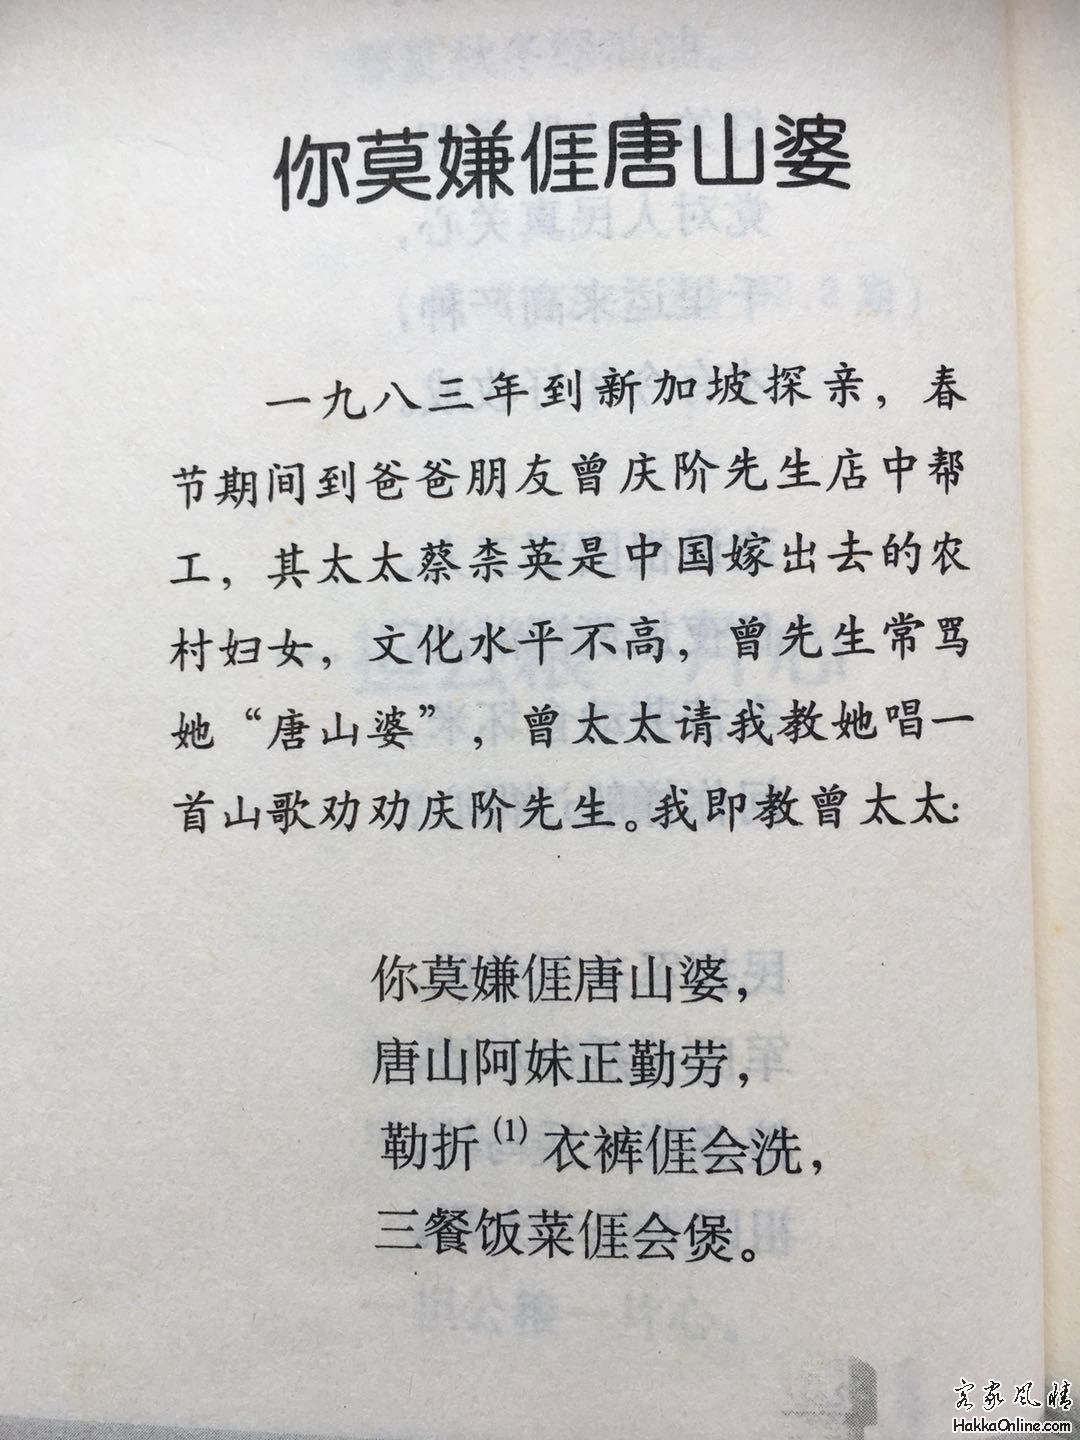 你莫嫌𠊎唐山婆
一九八三年到新加坡探亲，春
节期间到爸爸朋友曾庆阶先生店中帮
工，其太太蔡柰英是中国嫁出去的农
村妇女，文化水平不高，曾先生常骂
她“唐山婆”，曾太太请我教她唱一
首山歌劝劝庆阶先生。我即教曾太太：
你莫嫌𠊎唐山婆，
唐山阿妹正勤劳，
勒折⑴衣裤𠊎会洗，
三餐饭菜𠊎会煲。
客家风情
HakkaOnline.com